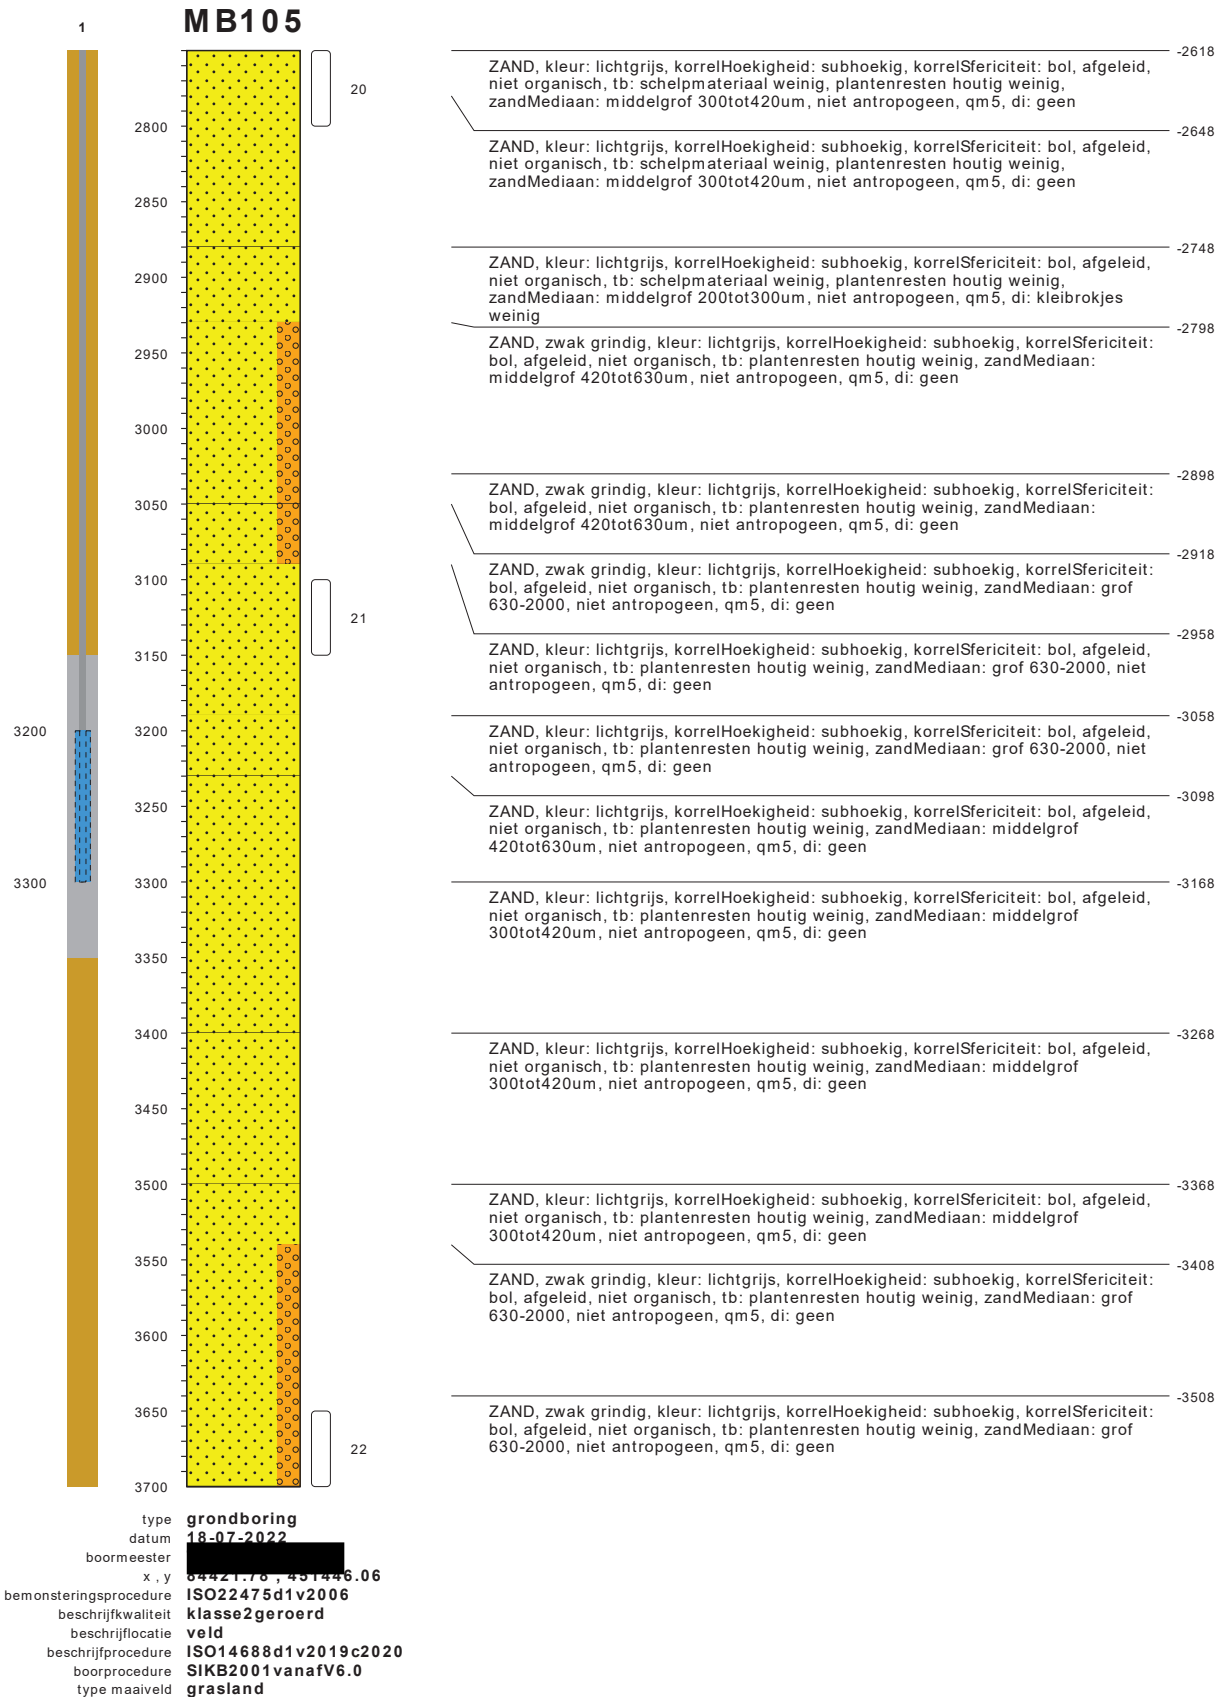 1
MB105
20
2800
2850
2900
2950
3000
3050
3100
21
3150
3200
3200
3250
3300
3300
3350
3400
3450
3500
3550
3600
3650
22
3700
-2618
ZAND, kleur: lichtgrijs, korrelHoekigheid: subhoekig, korrelSfericiteit: bol, afgeleid,
niet organisch, tb: schelpmateriaal weinig, plantenresten houtig weinig,
zandMediaan: middelgrof 300tot420um, niet antropogeen, qm5, di: geen
-2648
ZAND, kleur: lichtgrijs, korrelHoekigheid: subhoekig, korrelSfericiteit: bol, afgeleid,
niet organisch, tb: schelpmateriaal weinig, plantenresten houtig weinig,
zandMediaan: middelgrof 300tot420um, niet antropogeen, qm5, di: geen
-2748
ZAND, kleur: lichtgrijs, korrelHoekigheid: subhoekig, korrelSfericiteit: bol, afgeleid,
niet organisch, tb: schelpmateriaal weinig, plantenresten houtig weinig,
zandMediaan: middelgrof 200tot300um, niet antropogeen, qm5, di: kleibrokjes
weinig
-2798
ZAND, zwak grindig, kleur: lichtgrijs, korrelHoekigheid: subhoekig, korrelSfericiteit:
bol, afgeleid, niet organisch, tb: plantenresten houtig weinig, zandMediaan:
middelgrof 420tot630um, niet antropogeen, qm5, di: geen
-2898
ZAND, zwak grindig, kleur: lichtgrijs, korrelHoekigheid: subhoekig, korrelSfericiteit:
bol, afgeleid, niet organisch, tb: plantenresten houtig weinig, zandMediaan:
middelgrof 420tot630um, niet antropogeen, qm5, di: geen
-2918
ZAND, zwak grindig, kleur: lichtgrijs, korrelHoekigheid: subhoekig, korrelSfericiteit:
bol, afgeleid, niet organisch, tb: plantenresten houtig weinig, zandMediaan: grof
630-2000, niet antropogeen, qm5, di: geen
-2958
ZAND, kleur: lichtgrijs, korrelHoekigheid: subhoekig, korrelSfericiteit: bol, afgeleid,
niet organisch, tb: plantenresten houtig weinig, zandMediaan: grof 630-2000, niet
antropogeen, qm5, di: geen
-3058
ZAND, kleur: lichtgrijs, korrelHoekigheid: subhoekig, korrelSfericiteit: bol, afgeleid,
niet organisch, tb: plantenresten houtig weinig, zandMediaan: grof 630-2000, niet
antropogeen, qm5, di: geen
-3098
ZAND, kleur: lichtgrijs, korrelHoekigheid: subhoekig, korrelSfericiteit: bol, afgeleid,
niet organisch, tb: plantenresten houtig weinig, zandMediaan: middelgrof
420tot630um, niet antropogeen, qm5, di: geen
-3168
ZAND, kleur: lichtgrijs, korrelHoekigheid: subhoekig, korrelSfericiteit: bol, afgeleid,
niet organisch, tb: plantenresten houtig weinig, zandMediaan: middelgrof
300tot420um, niet antropogeen, qm5, di: geen
-3268
ZAND, kleur: lichtgrijs, korrelHoekigheid: subhoekig, korrelSfericiteit: bol, afgeleid,
niet organisch, tb: plantenresten houtig weinig, zandMediaan: middelgrof
300tot420um, niet antropogeen, qm5, di: geen
-3368
ZAND, kleur: lichtgrijs, korrelHoekigheid: subhoekig, korrelSfericiteit: bol, afgeleid,
niet organisch, tb: plantenresten houtig weinig, zandMediaan: middelgrof
300tot420um, niet antropogeen, qm5, di: geen
-3408
ZAND, zwak grindig, kleur: lichtgrijs, korrelHoekigheid: subhoekig, korrelSfericiteit:
bol, afgeleid, niet organisch, tb: plantenresten houtig weinig, zandMediaan: grof
630-2000, niet antropogeen, qm5, di: geen
-3508
ZAND, zwak grindig, kleur: lichtgrijs, korrelHoekigheid: subhoekig, korrelSfericiteit:
bol, afgeleid, niet organisch, tb: plantenresten houtig weinig, zandMediaan: grof
630-2000, niet antropogeen, qm5, di: geen
type grondboring
datum 18-07-2022
boormeester
x , y 84421.78 , 451446.06
bemonsteringsprocedure ISO22475d1v2006
beschrijfkwaliteit klasse2geroerd
beschrijflocatie veld
beschrijfprocedure ISO14688d1v2019c2020
boorprocedure SIKB2001vanafV6.0
type maaiveld grasland